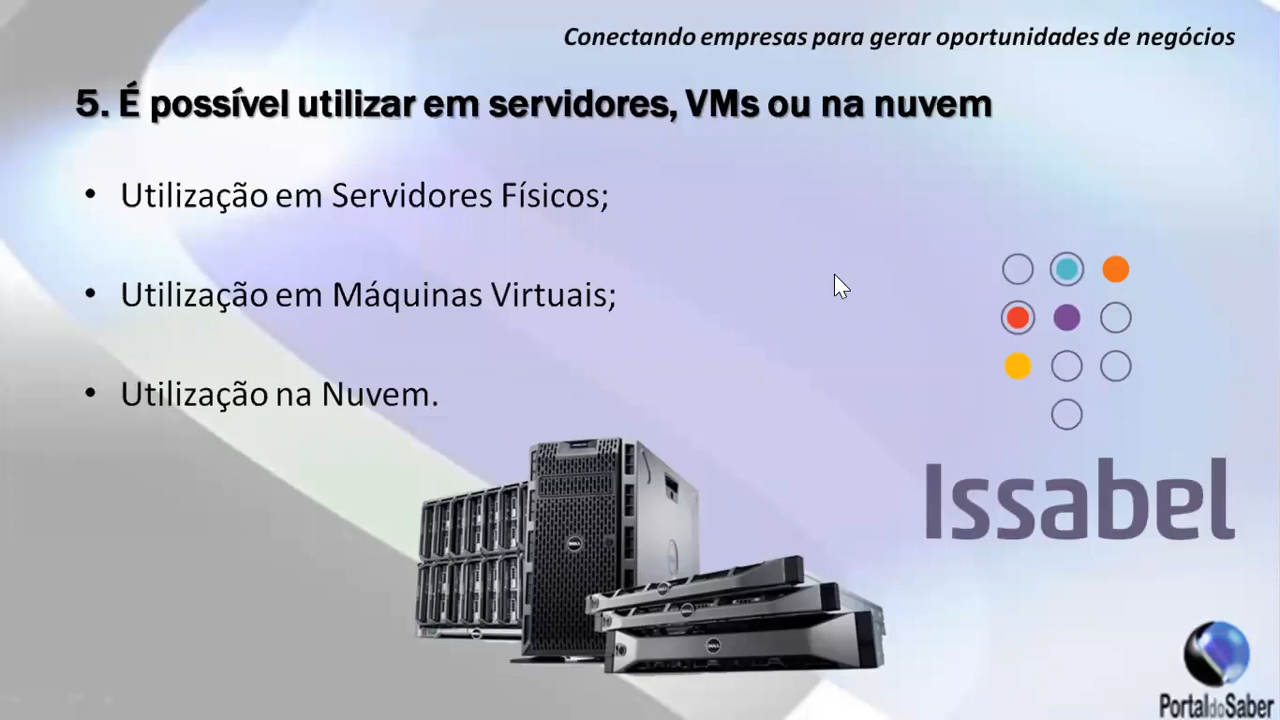 Conectando empresas para gerar oportunidades de negócios
5. É possível utilizar em servidores, VMs ou na nuvem
• Utilização em Servidores Físicos;
• Utilização em Máquinas Virtuais;
• Utilização na Nuvem.
Issabel
PortaldoSaber